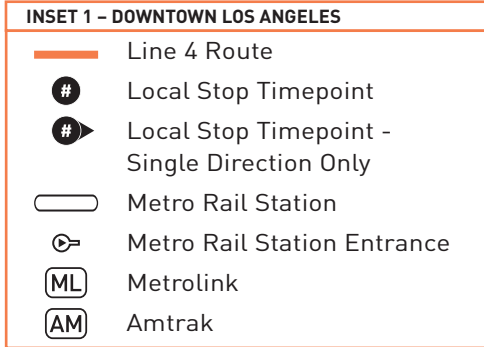 INSET 1 – DOWNTOWN LOS ANGELES
Line 4 Route
# Local Stop Timepoint
# Local Stop Timepoint -
Single Direction Only
Metro Rail Station
Metro Rail Station Entrance
ML Metrolink
AM Amtrak